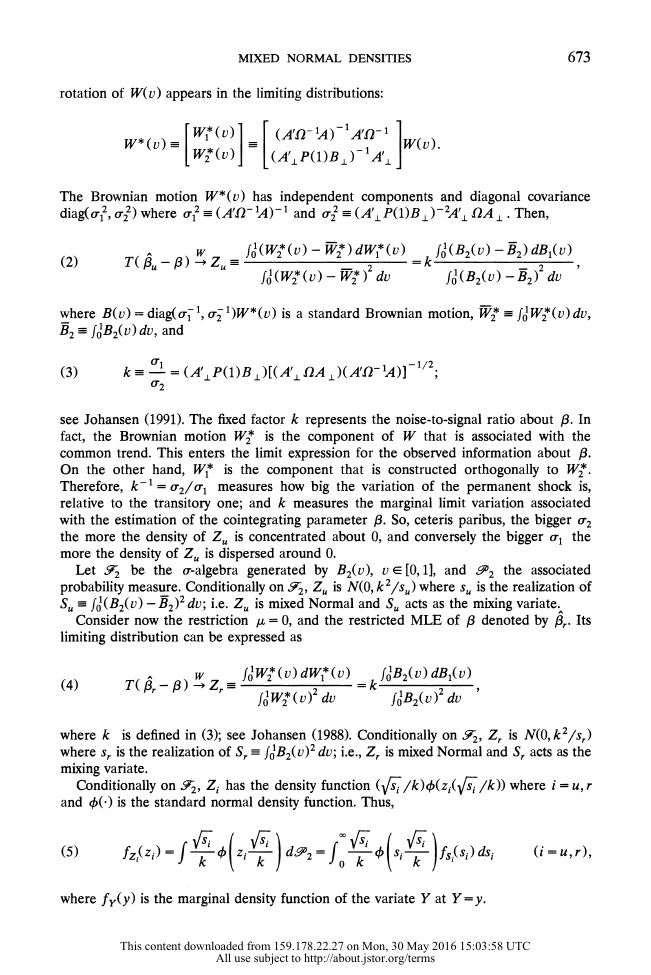 MIXED NORMAL DENSITIES 673
rotation of W(v) appears in the limiting distributions:
W*(v) ≡ [ W₁*(v) ; W₂*(v) ] ≡ [ (A′Ω⁻¹A)⁻¹A′Ω⁻¹ ; (A′⊥P(1)B⊥)⁻¹A′⊥ ] W(v).
The Brownian motion W*(v) has independent components and diagonal covariance
diag(σ₁², σ₂²) where σ₁² ≡ (A′Ω⁻¹A)⁻¹ and σ₂² ≡ (A′⊥P(1)B⊥)⁻²A′⊥ΩA⊥. Then,
(2) T(β̂ᵤ − β) →ᵂ Zᵤ ≡ ∫₀¹(W₂*(v) − W̅₂*) dW₁*(v) / ∫₀¹(W₂*(v) − W̅₂*)² dv = k ∫₀¹(B₂(v) − B̅₂) dB₁(v) / ∫₀¹(B₂(v) − B̅₂)² dv,
where B(v) = diag(σ₁⁻¹, σ₂⁻¹)W*(v) is a standard Brownian motion, W̅₂* ≡ ∫₀¹W₂*(v) dv,
B̅₂ ≡ ∫₀¹B₂(v) dv, and
(3) k ≡ σ₁/σ₂ = (A′⊥P(1)B⊥)[(A′⊥ΩA⊥)(A′Ω⁻¹A)]⁻¹/²;
see Johansen (1991). The fixed factor k represents the noise-to-signal ratio about β. In
fact, the Brownian motion W₂* is the component of W that is associated with the
common trend. This enters the limit expression for the observed information about β.
On the other hand, W₁* is the component that is constructed orthogonally to W₂*.
Therefore, k⁻¹ = σ₂/σ₁ measures how big the variation of the permanent shock is,
relative to the transitory one; and k measures the marginal limit variation associated
with the estimation of the cointegrating parameter β. So, ceteris paribus, the bigger σ₂
the more the density of Zᵤ is concentrated about 0, and conversely the bigger σ₁ the
more the density of Zᵤ is dispersed around 0.
Let ℱ₂ be the σ-algebra generated by B₂(v), v ∈ [0,1], and 𝒫₂ the associated
probability measure. Conditionally on ℱ₂, Zᵤ is N(0, k²/sᵤ) where sᵤ is the realization of
Sᵤ ≡ ∫₀¹(B₂(v) − B̅₂)² dv; i.e. Zᵤ is mixed Normal and Sᵤ acts as the mixing variate.
Consider now the restriction μ = 0, and the restricted MLE of β denoted by β̂ᵣ. Its
limiting distribution can be expressed as
(4) T(β̂ᵣ − β) →ᵂ Zᵣ ≡ ∫₀¹W₂*(v) dW₁*(v) / ∫₀¹W₂*(v)² dv = k ∫₀¹B₂(v) dB₁(v) / ∫₀¹B₂(v)² dv,
where k is defined in (3); see Johansen (1988). Conditionally on ℱ₂, Zᵣ is N(0, k²/sᵣ)
where sᵣ is the realization of Sᵣ ≡ ∫₀¹B₂(v)² dv; i.e., Zᵣ is mixed Normal and Sᵣ acts as the
mixing variate.
Conditionally on ℱ₂, Zᵢ has the density function (√sᵢ/k)φ(zᵢ(√sᵢ/k)) where i = u, r
and φ(·) is the standard normal density function. Thus,
(5) f_Zᵢ(zᵢ) = ∫ (√sᵢ/k) φ(zᵢ √sᵢ/k) d𝒫₂ = ∫₀^∞ (√sᵢ/k) φ(sᵢ √sᵢ/k) f_Sᵢ(sᵢ) dsᵢ (i = u, r),
where f_Y(y) is the marginal density function of the variate Y at Y = y.
This content downloaded from 159.178.22.27 on Mon, 30 May 2016 15:03:58 UTC
All use subject to http://about.jstor.org/terms